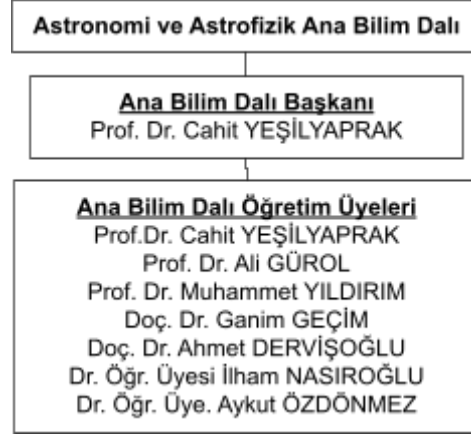 Astronomi ve Astrofizik Ana Bilim Dalı
Ana Bilim Dalı Başkanı
Prof. Dr. Cahit YEŞİLYAPRAK
Ana Bilim Dalı Öğretim Üyeleri
Prof.Dr. Cahit YEŞİLYAPRAK
Prof. Dr. Ali GÜROL
Prof. Dr. Muhammet YILDIRIM
Doç. Dr. Ganim GEÇİM
Doç. Dr. Ahmet DERVİŞOĞLU
Dr. Öğr. Üyesi İlham NASIROĞLU
Dr. Öğr. Üye. Aykut ÖZDÖNMEZ